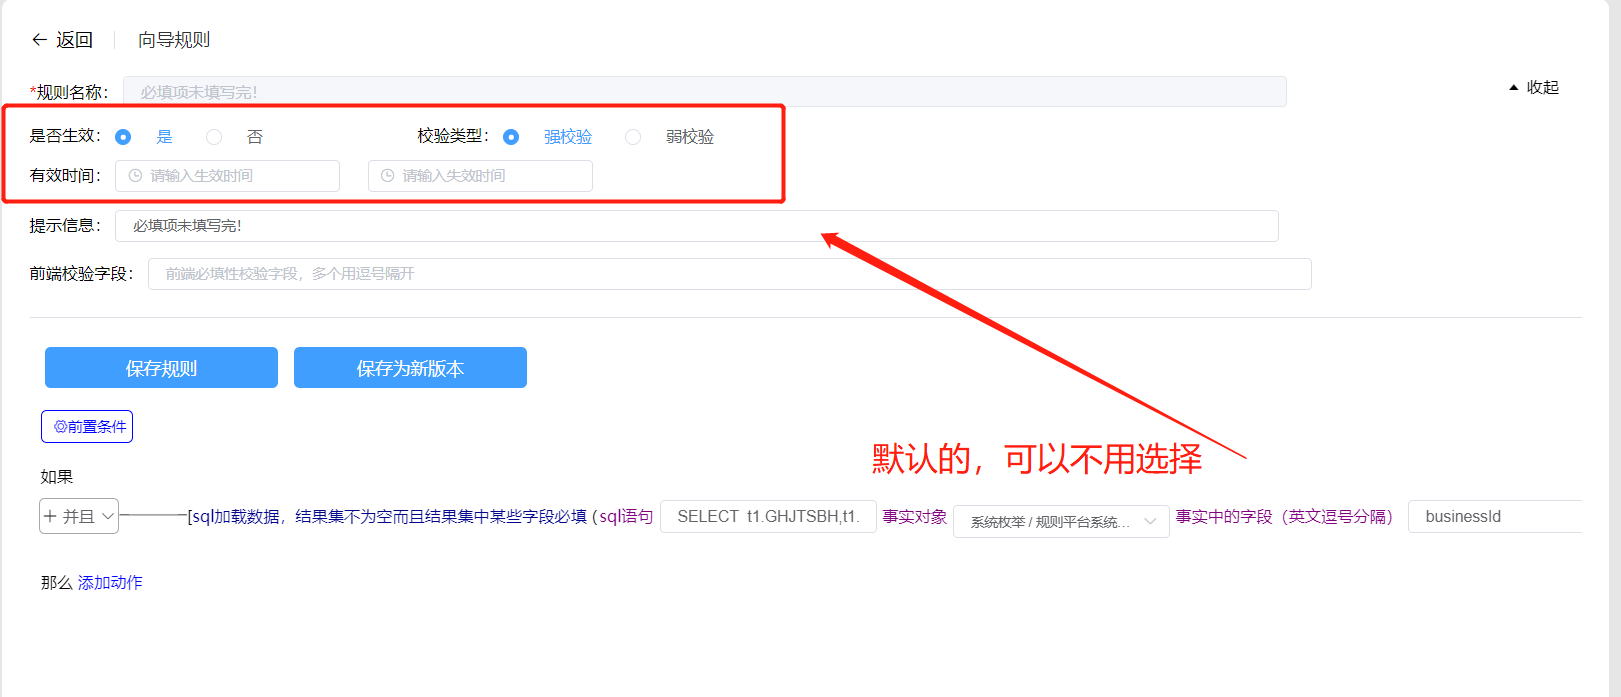 返回 向导规则
*规则名称： 必填项未填写完！ 收起
是否生效： 是 否 校验类型： 强校验 弱校验
有效时间： 请输入生效时间 请输入失效时间
提示信息： 必填项未填写完！
前端校验字段： 前端必填性校验字段，多个用逗号隔开
保存规则 保存为新版本
前置条件
默认的，可以不用选择
如果
并且 [sql加载数据，结果集不为空而且结果集中某些字段必填 ( sql语句 SELECT t1.GHJTSBH,t1. 事实对象 系统枚举 / 规则平台系统... 事实中的字段（英文逗号分隔） businessId
那么 添加动作